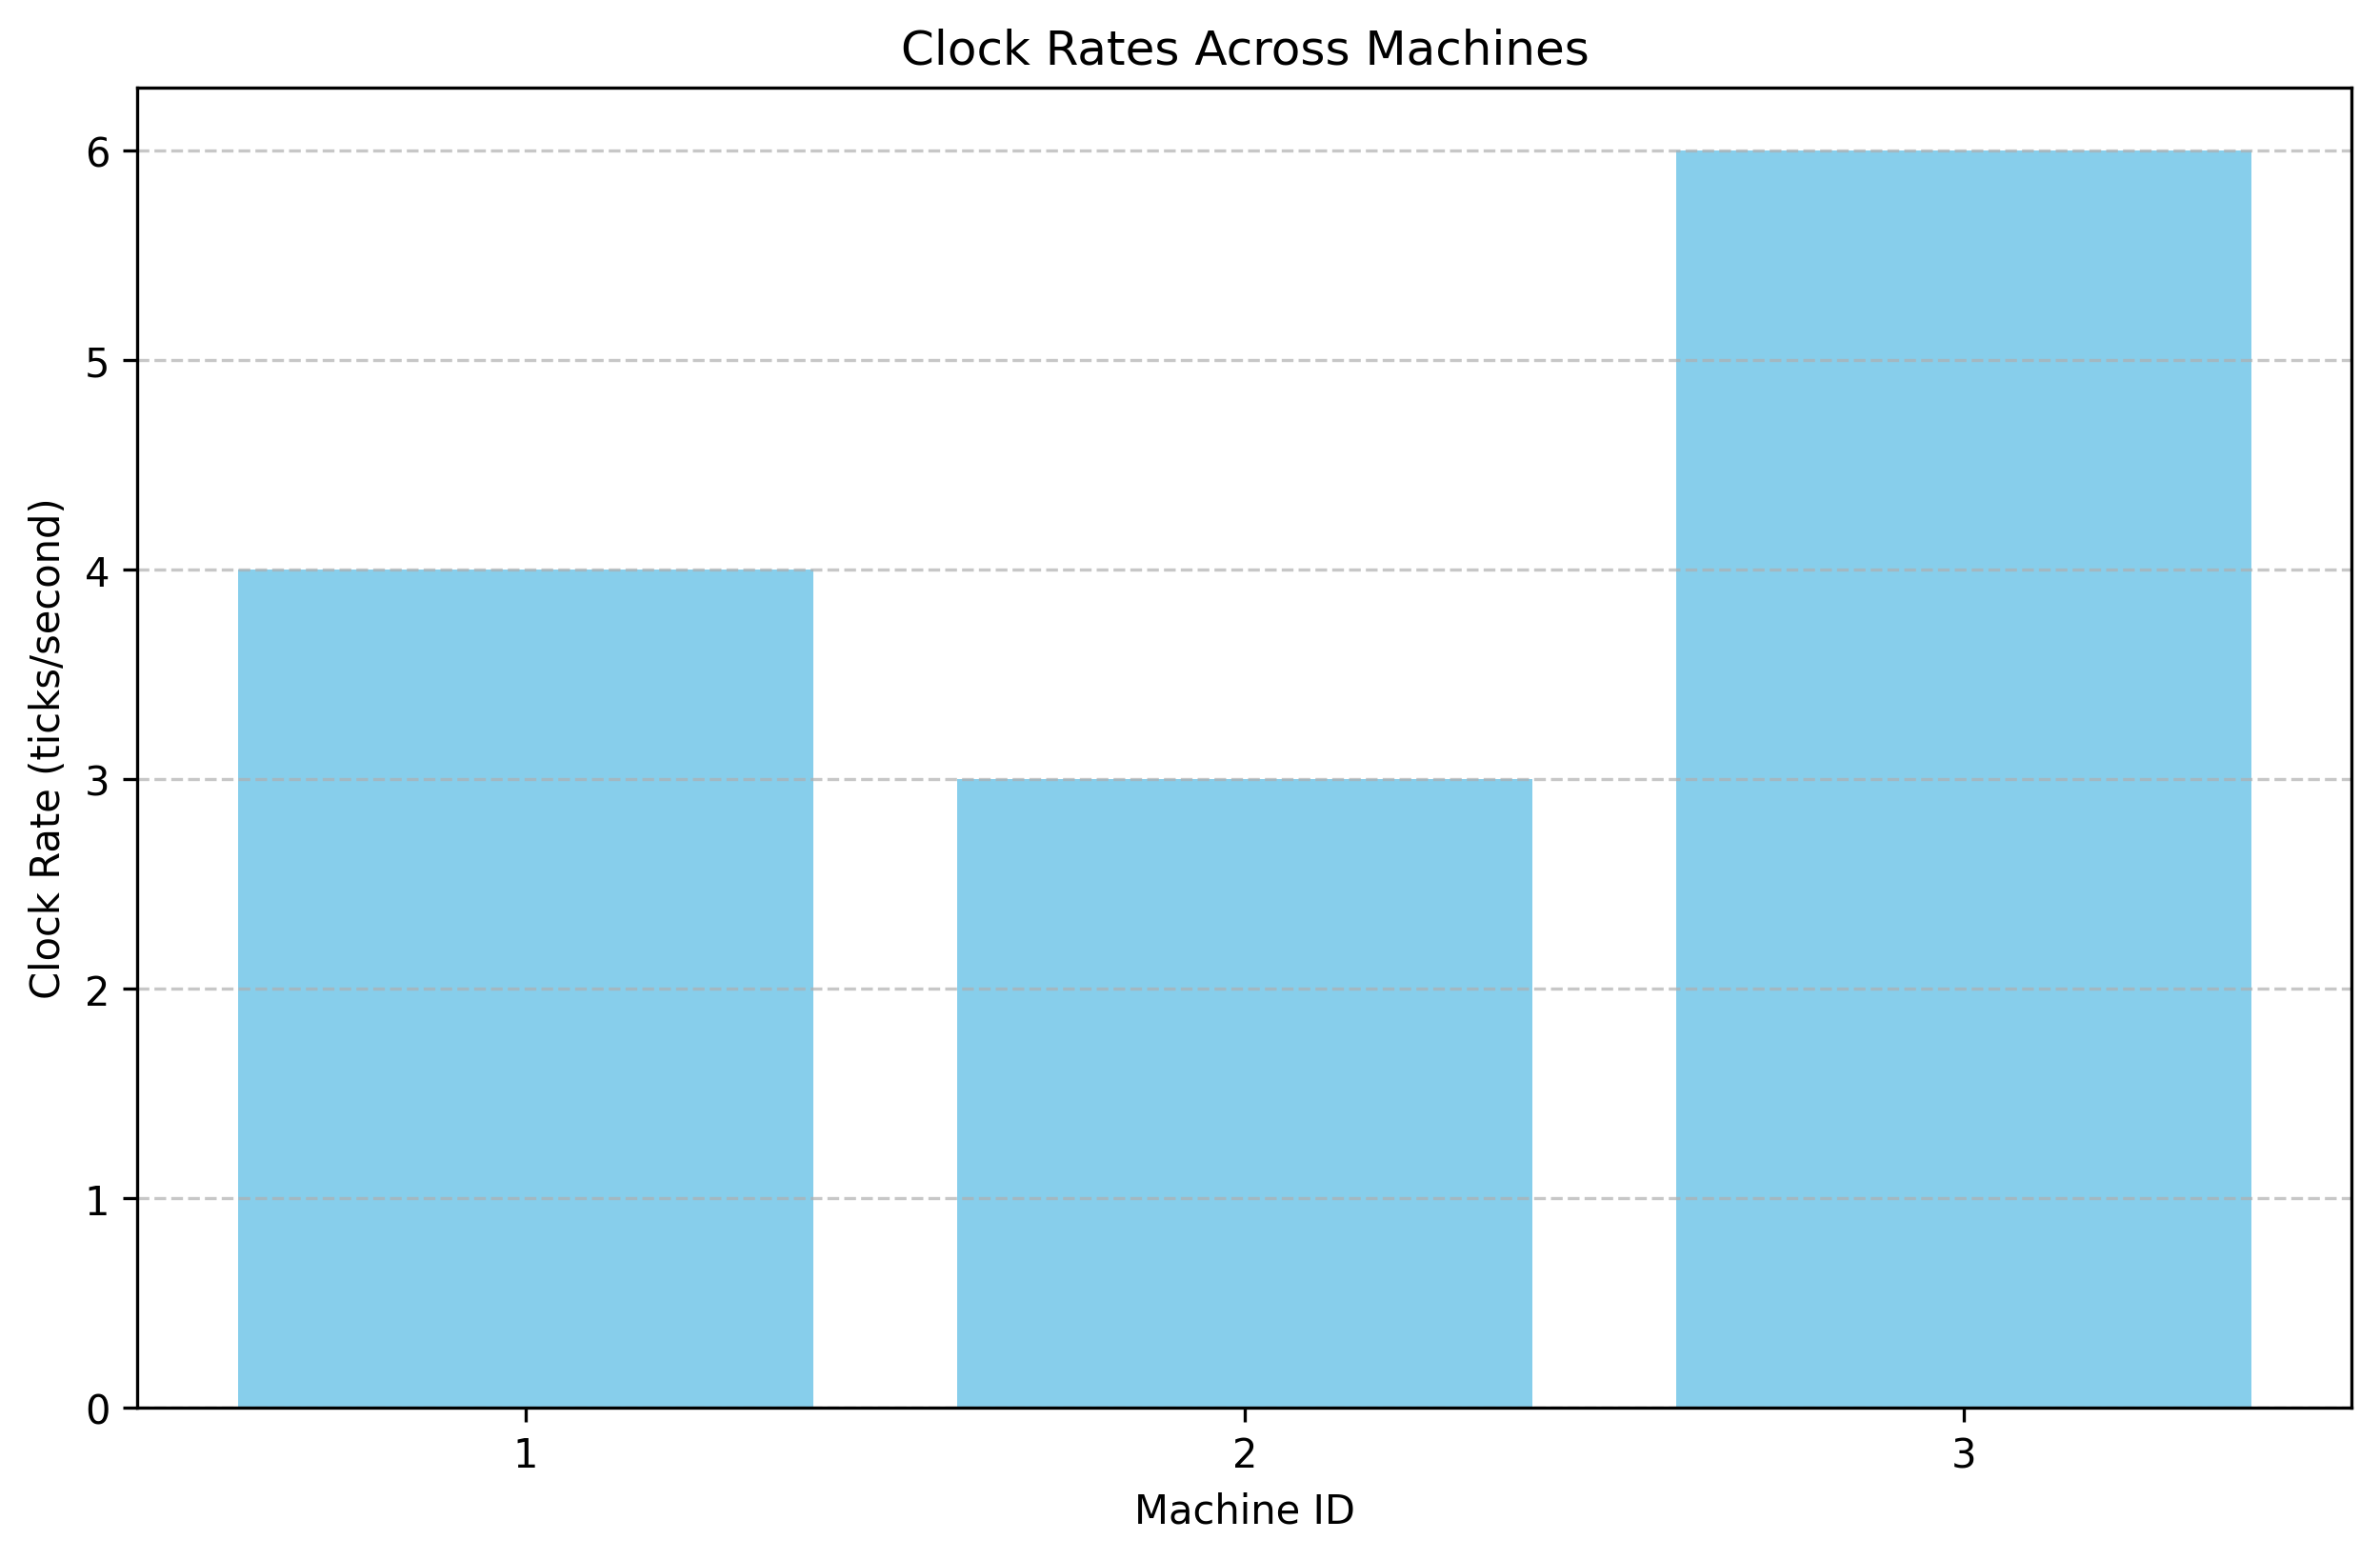 Clock Rates Across Machines
Clock Rate (ticks/second)
6
5
4
3
2
1
0
1 2 3
Machine ID